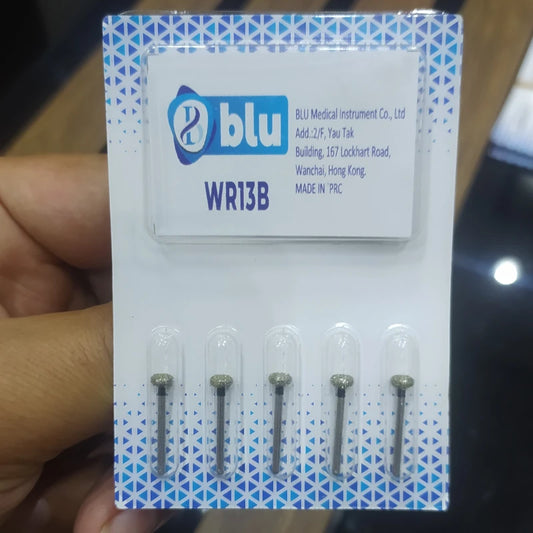 blu
WR13B
BLU Medical Instrument Co., Ltd
Add.:2/F, Yau Tak
Building, 167 Lockhart Road,
Wanchai, Hong Kong.
MADE IN PRC